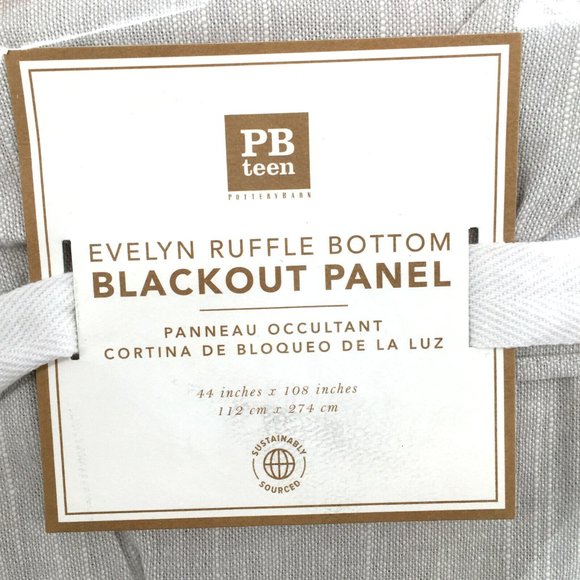 PB
teen
POTTERYBARN
EVELYN RUFFLE BOTTOM
BLACKOUT PANEL
PANNEAU OCCULTANT
CORTINA DE BLOQUEO DE LA LUZ
44 inches x 108 inches
112 cm x 274 cm
SUSTAINABLY
SOURCED